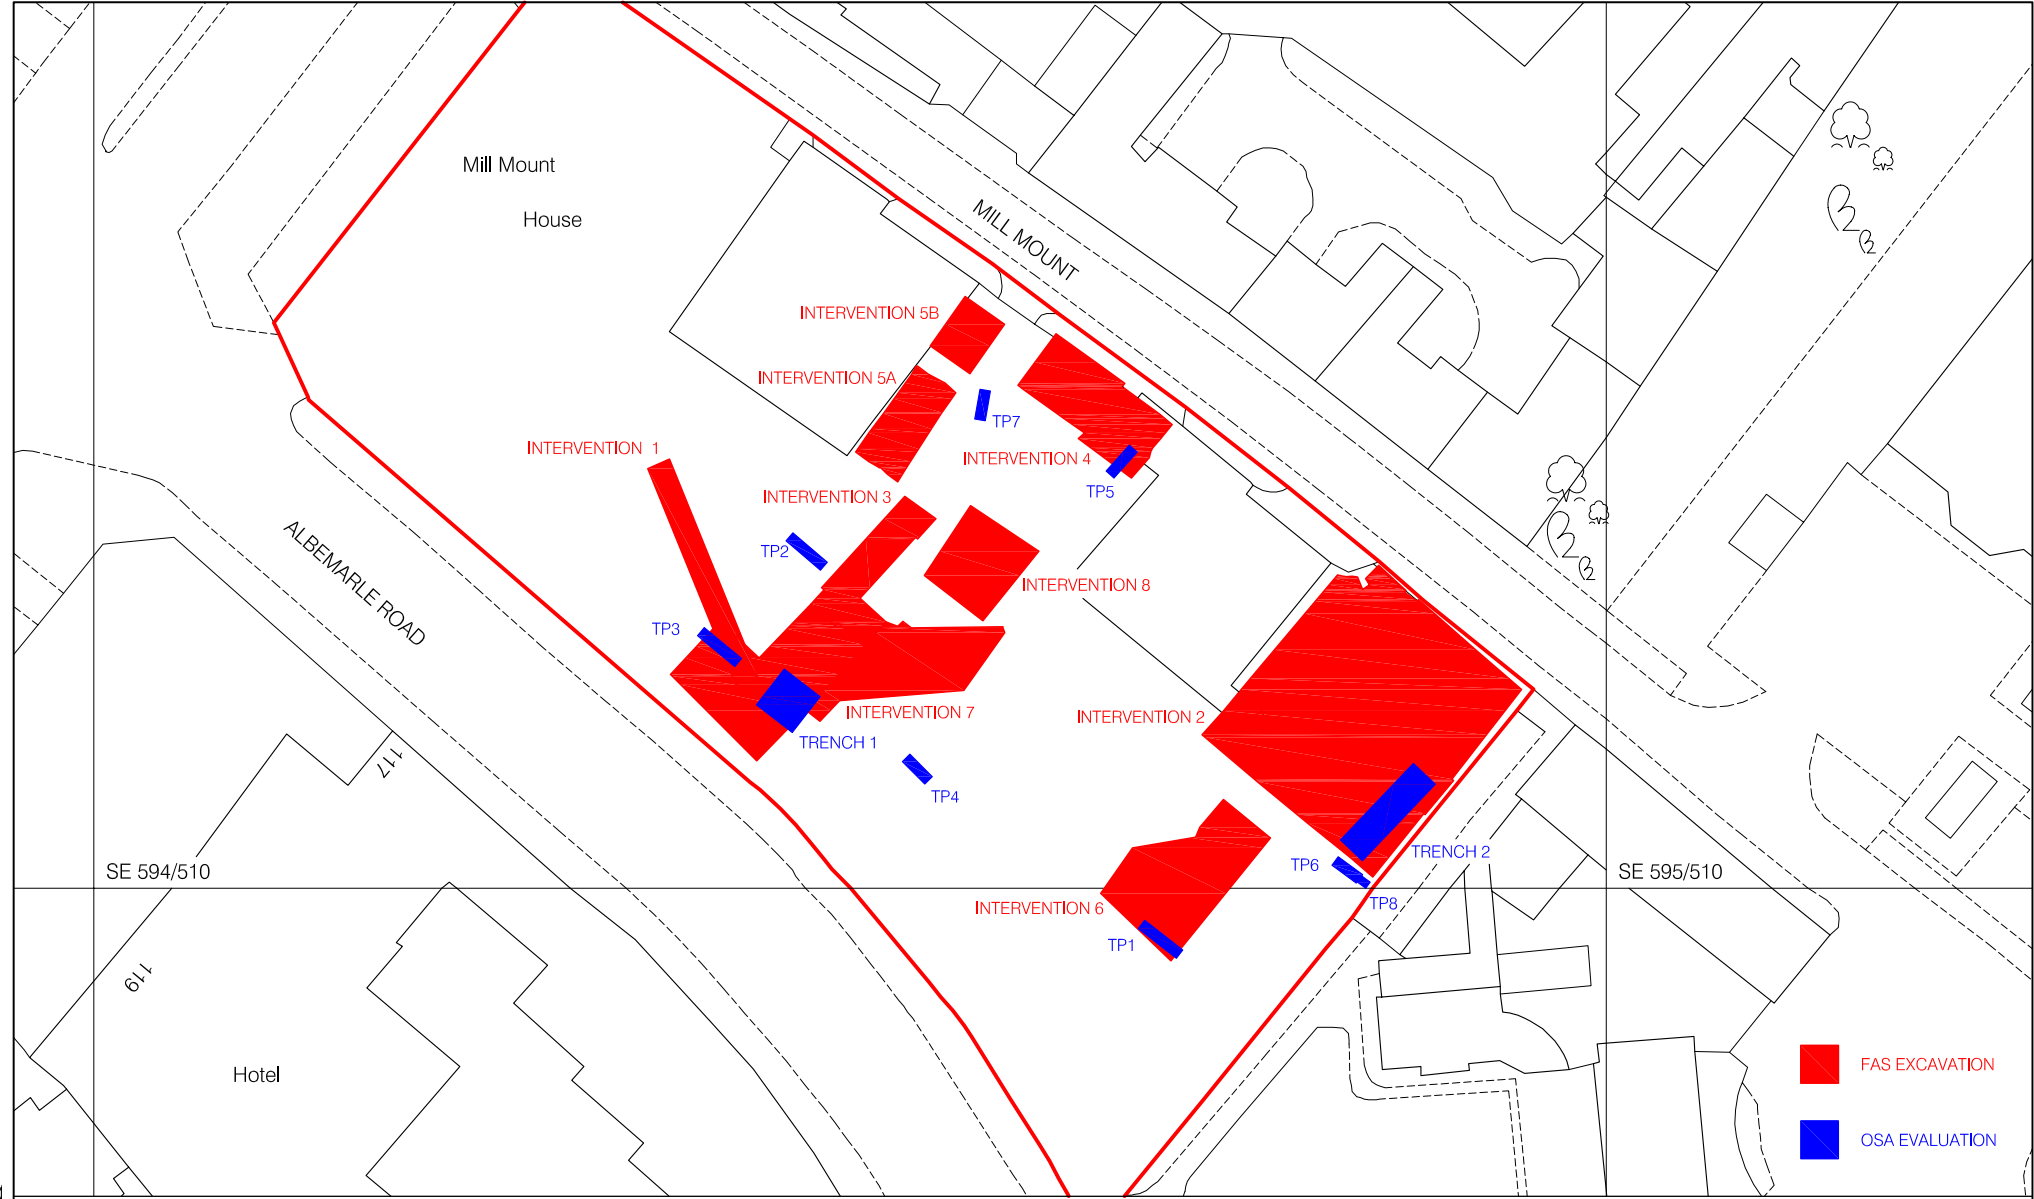 Mill Mount
House
MILL MOUNT
INTERVENTION 5B
INTERVENTION 5A
TP7
INTERVENTION 1
INTERVENTION 4
TP5
INTERVENTION 3
TP2
INTERVENTION 8
ALBEMARLE ROAD
TP3
INTERVENTION 7
INTERVENTION 2
TRENCH 1
117
TP4
TRENCH 2
TP6
SE 594/510
SE 595/510
TP8
INTERVENTION 6
TP1
119
Hotel
FAS EXCAVATION
OSA EVALUATION